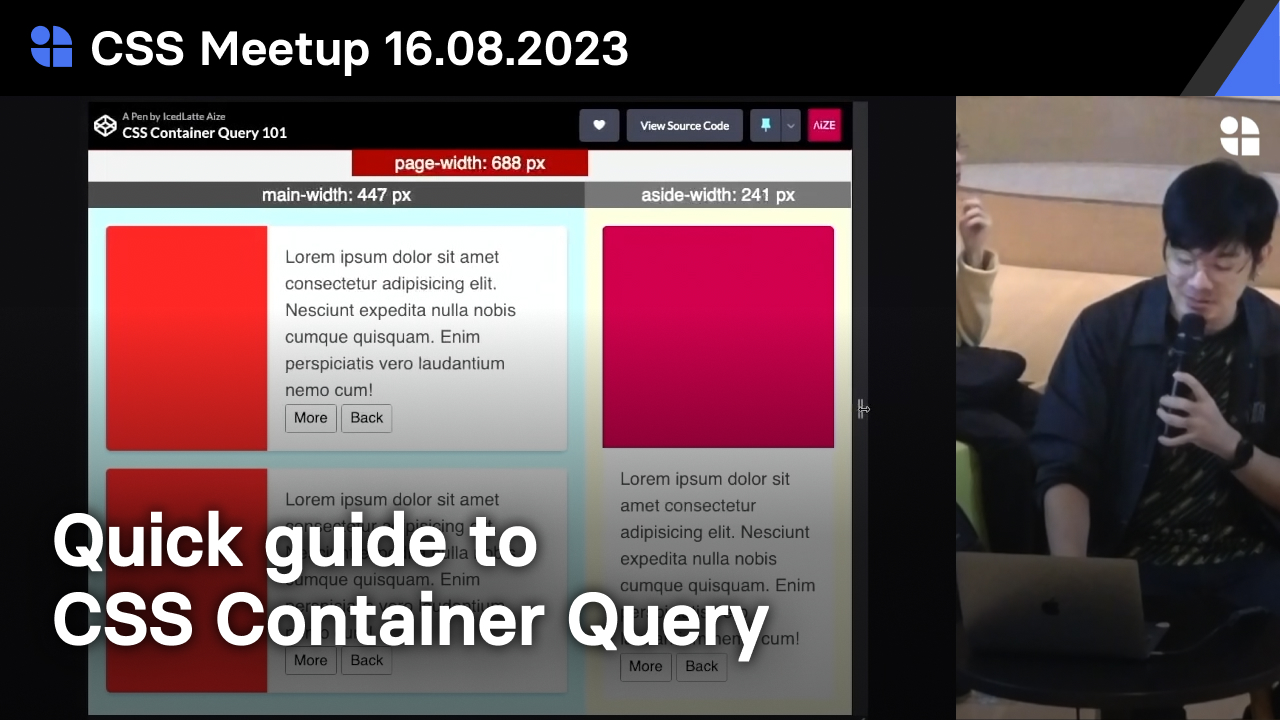 CSS Meetup 16.08.2023
A Pen by IcedLatte Aize
CSS Container Query 101
View Source Code
AiZE
page-width: 688 px
main-width: 447 px
aside-width: 241 px
Lorem ipsum dolor sit amet
consectetur adipisicing elit.
Nesciunt expedita nulla nobis
cumque quisquam. Enim
perspiciatis vero laudantium
nemo cum!
More
Back
Lorem ipsum dolor sit
amet consectetur
adipisicing elit. Nesciunt
expedita nulla nobis
cumque quisquam. Enim
cum!
More
Back
Lorem ipsum dolor sit amet
consectetur adipisicing
cumque quisquam. Enim
More
Back
Quick guide to
CSS Container Query